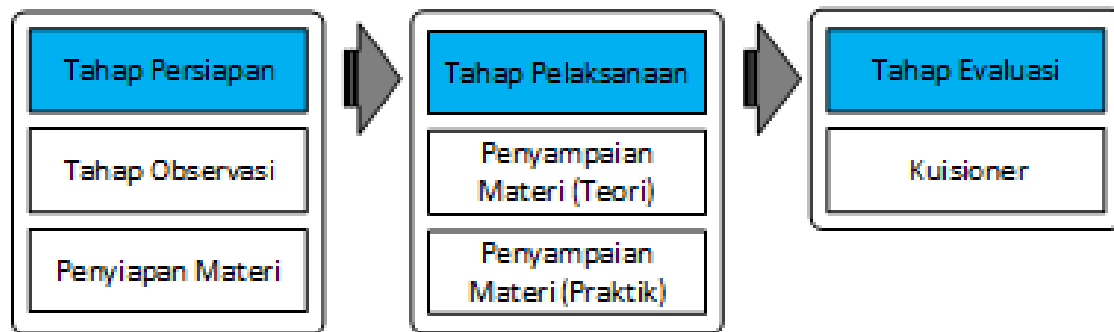 Tahap Persiapan
Tahap Observasi
Penyiapan Materi
Tahap Pelaksanaan
Penyampaian
Materi (Teori)
Penyampaian
Materi (Praktik)
Tahap Evaluasi
Kuisioner